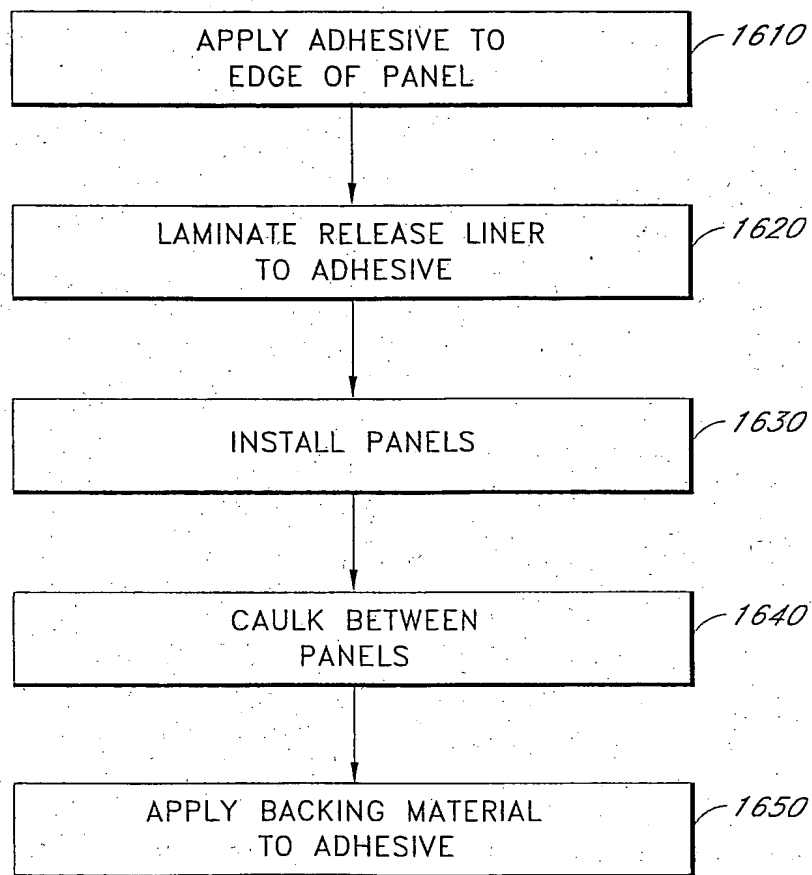 APPLY ADHESIVE TO
EDGE OF PANEL
1610
LAMINATE RELEASE LINER
TO ADHESIVE
1620
INSTALL PANELS
1630
CAULK BETWEEN
PANELS
1640
APPLY BACKING MATERIAL
TO ADHESIVE
1650